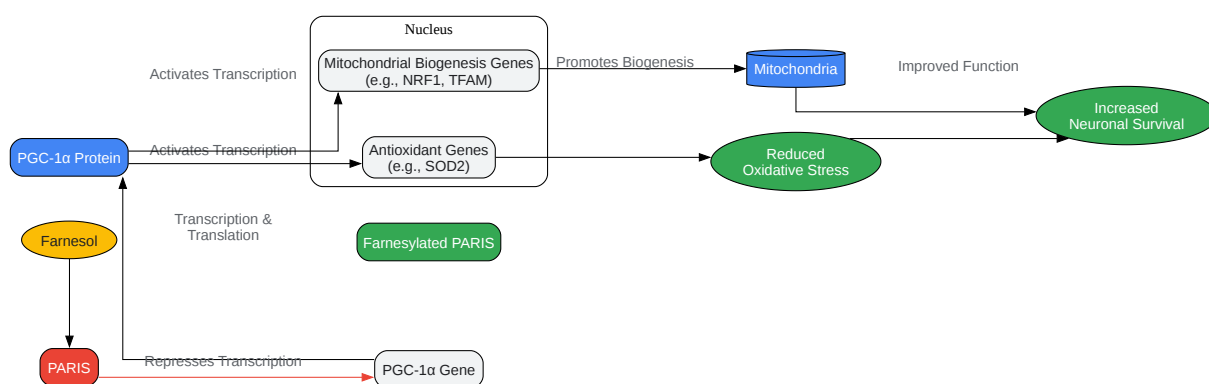 Nucleus
Mitochondrial Biogenesis Genes
(e.g., NRF1, TFAM)
Promotes Biogenesis
Mitochondria
Improved Function
Activates Transcription
Increased
Neuronal Survival
PGC-1α Protein
Activates Transcription
Antioxidant Genes
(e.g., SOD2)
Reduced
Oxidative Stress
Transcription &
Translation
Farnesol
Farnesylated PARIS
PARIS
Represses Transcription
PGC-1α Gene